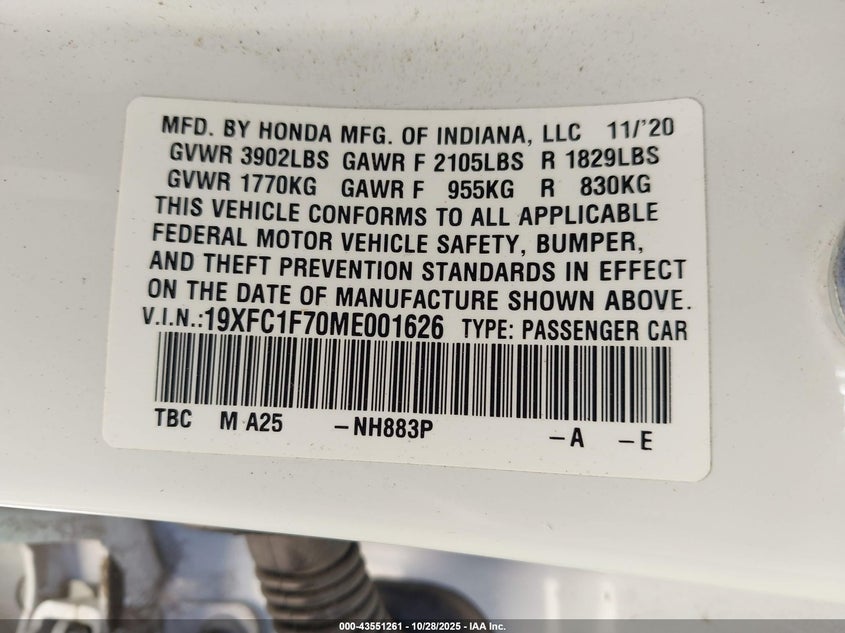 MFD. BY HONDA MFG. OF INDIANA, LLC 11/'20
GVWR 3902LBS GAWR F 2105LBS R 1829LBS
GVWR 1770KG GAWR F 955KG R 830KG
THIS VEHICLE CONFORMS TO ALL APPLICABLE
FEDERAL MOTOR VEHICLE SAFETY, BUMPER,
AND THEFT PREVENTION STANDARDS IN EFFECT
ON THE DATE OF MANUFACTURE SHOWN ABOVE.
V.I.N.:19XFC1F70ME001626 TYPE: PASSENGER CAR
TBC M A25 -NH883P -A -E
000-43551261 - 10/28/2025 - IAA Inc.